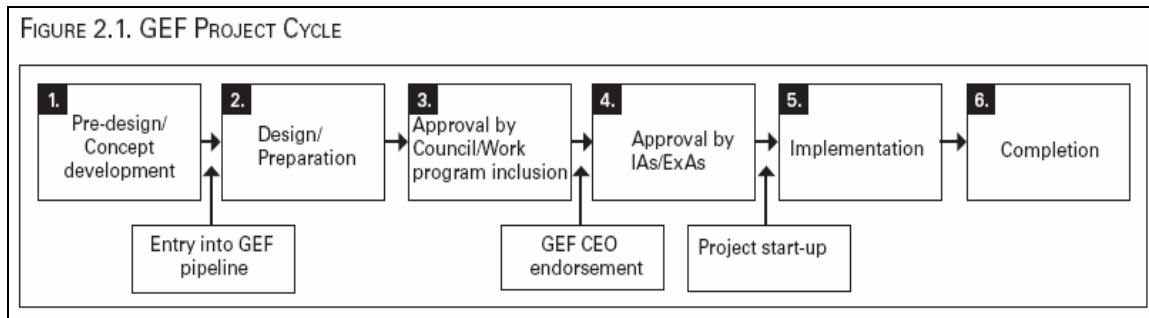 FIGURE 2.1. GEF PROJECT CYCLE
1.
Pre-design/
Concept
development
2.
Design/
Preparation
3.
Approval by
Council/Work
program inclusion
4.
Approval by
IAs/ExAs
5.
Implementation
6.
Completion
Entry into GEF
pipeline
GEF CEO
endorsement
Project start-up